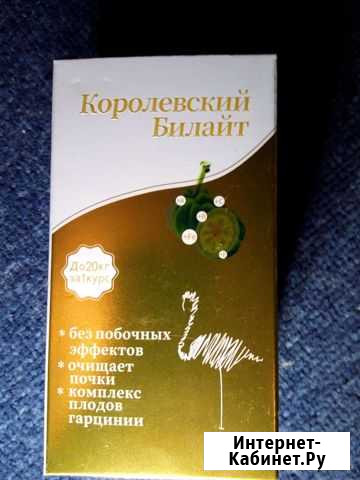 Королевский
Билайт
До 20кг
за 1 курс
* без побочных
эффектов
* очищает
почки
* комплекс
плодов
гарцинии
Интернет-
Кабинет.Ру